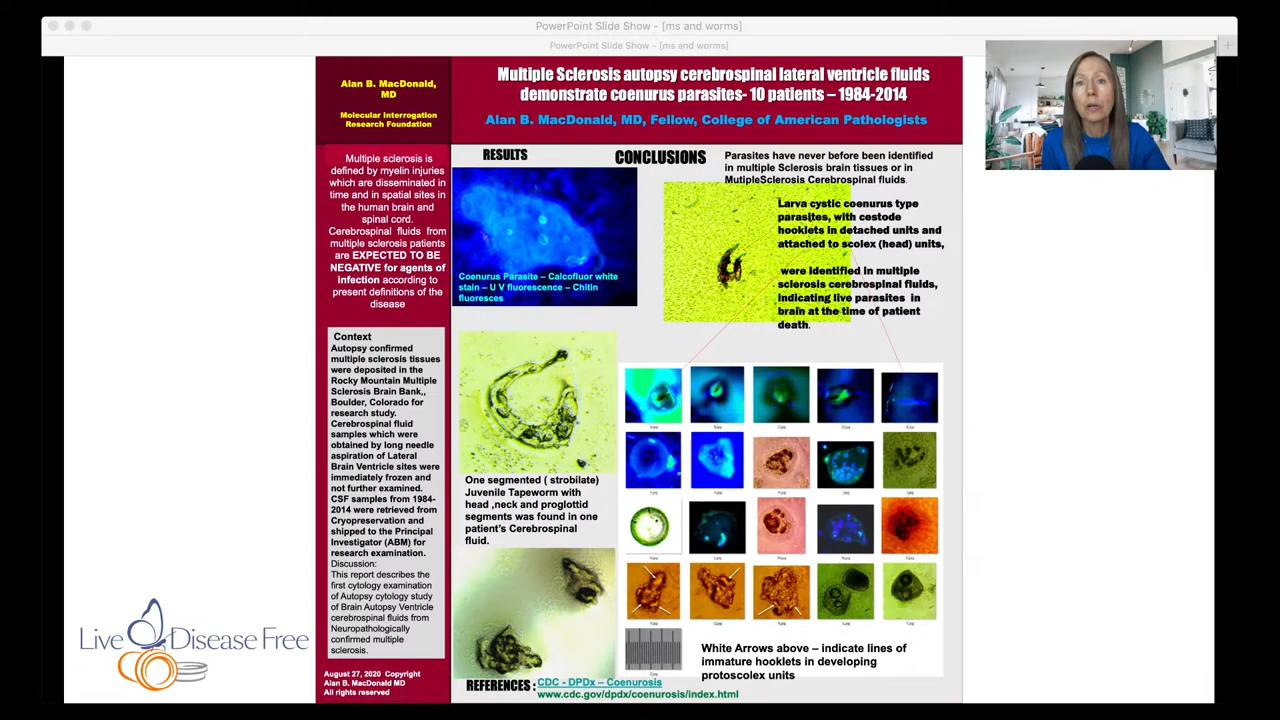 PowerPoint Slide Show - [ms and worms]
PowerPoint Slide Show - [ms and worms]
Alan B. MacDonald,
MD
Molecular Interrogation
Research Foundation
Multiple Sclerosis autopsy cerebrospinal lateral ventricle fluids
demonstrate coenurus parasites- 10 patients – 1984-2014
Alan B. MacDonald, MD, Fellow, College of American Pathologists
Multiple sclerosis is
defined by myelin injuries
which are disseminated in
time and in spatial sites in
the human brain and
spinal cord.
Cerebrospinal fluids from
multiple sclerosis patients
are EXPECTED TO BE
NEGATIVE for agents of
infection according to
present definitions of the
disease
Context
Autopsy confirmed
multiple sclerosis tissues
were deposited in the
Rocky Mountain Multiple
Sclerosis Brain Bank,,
Boulder, Colorado for
research study.
Cerebrospinal fluid
samples which were
obtained by long needle
aspiration of Lateral
Brain Ventricle sites were
immediately frozen and
not further examined.
CSF samples from 1984-
2014 were retrieved from
Cryopreservation and
shipped to the Principal
Investigator (ABM) for
research examination.
Discussion:
This report describes the
first cytology examination
of Autopsy cytology study
of Brain Autopsy Ventricle
cerebrospinal fluids from
Neuropathologically
confirmed multiple
sclerosis.
August 27, 2020 Copyright
Alan B. MacDonald MD
All rights reserved
RESULTS
Coenurus Parasite – Calcofluor white
stain – U V fluorescence – Chitin
fluoresces
One segmented ( strobilate)
Juvenile Tapeworm with
head ,neck and proglottid
segments was found in one
patient's Cerebrospinal
fluid.
CONCLUSIONS
Parasites have never before been identified
in multiple Sclerosis brain tissues or in
MutipleSclerosis Cerebrospinal fluids.
Larva cystic coenurus type
parasites, with cestode
hooklets in detached units and
attached to scolex (head) units,
were identified in multiple
sclerosis cerebrospinal fluids,
indicating live parasites in
brain at the time of patient
death.
White Arrows above – indicate lines of
immature hooklets in developing
protoscolex units
REFERENCES : CDC - DPDx – Coenurosis
www.cdc.gov/dpdx/coenurosis/index.html
Live Disease Free